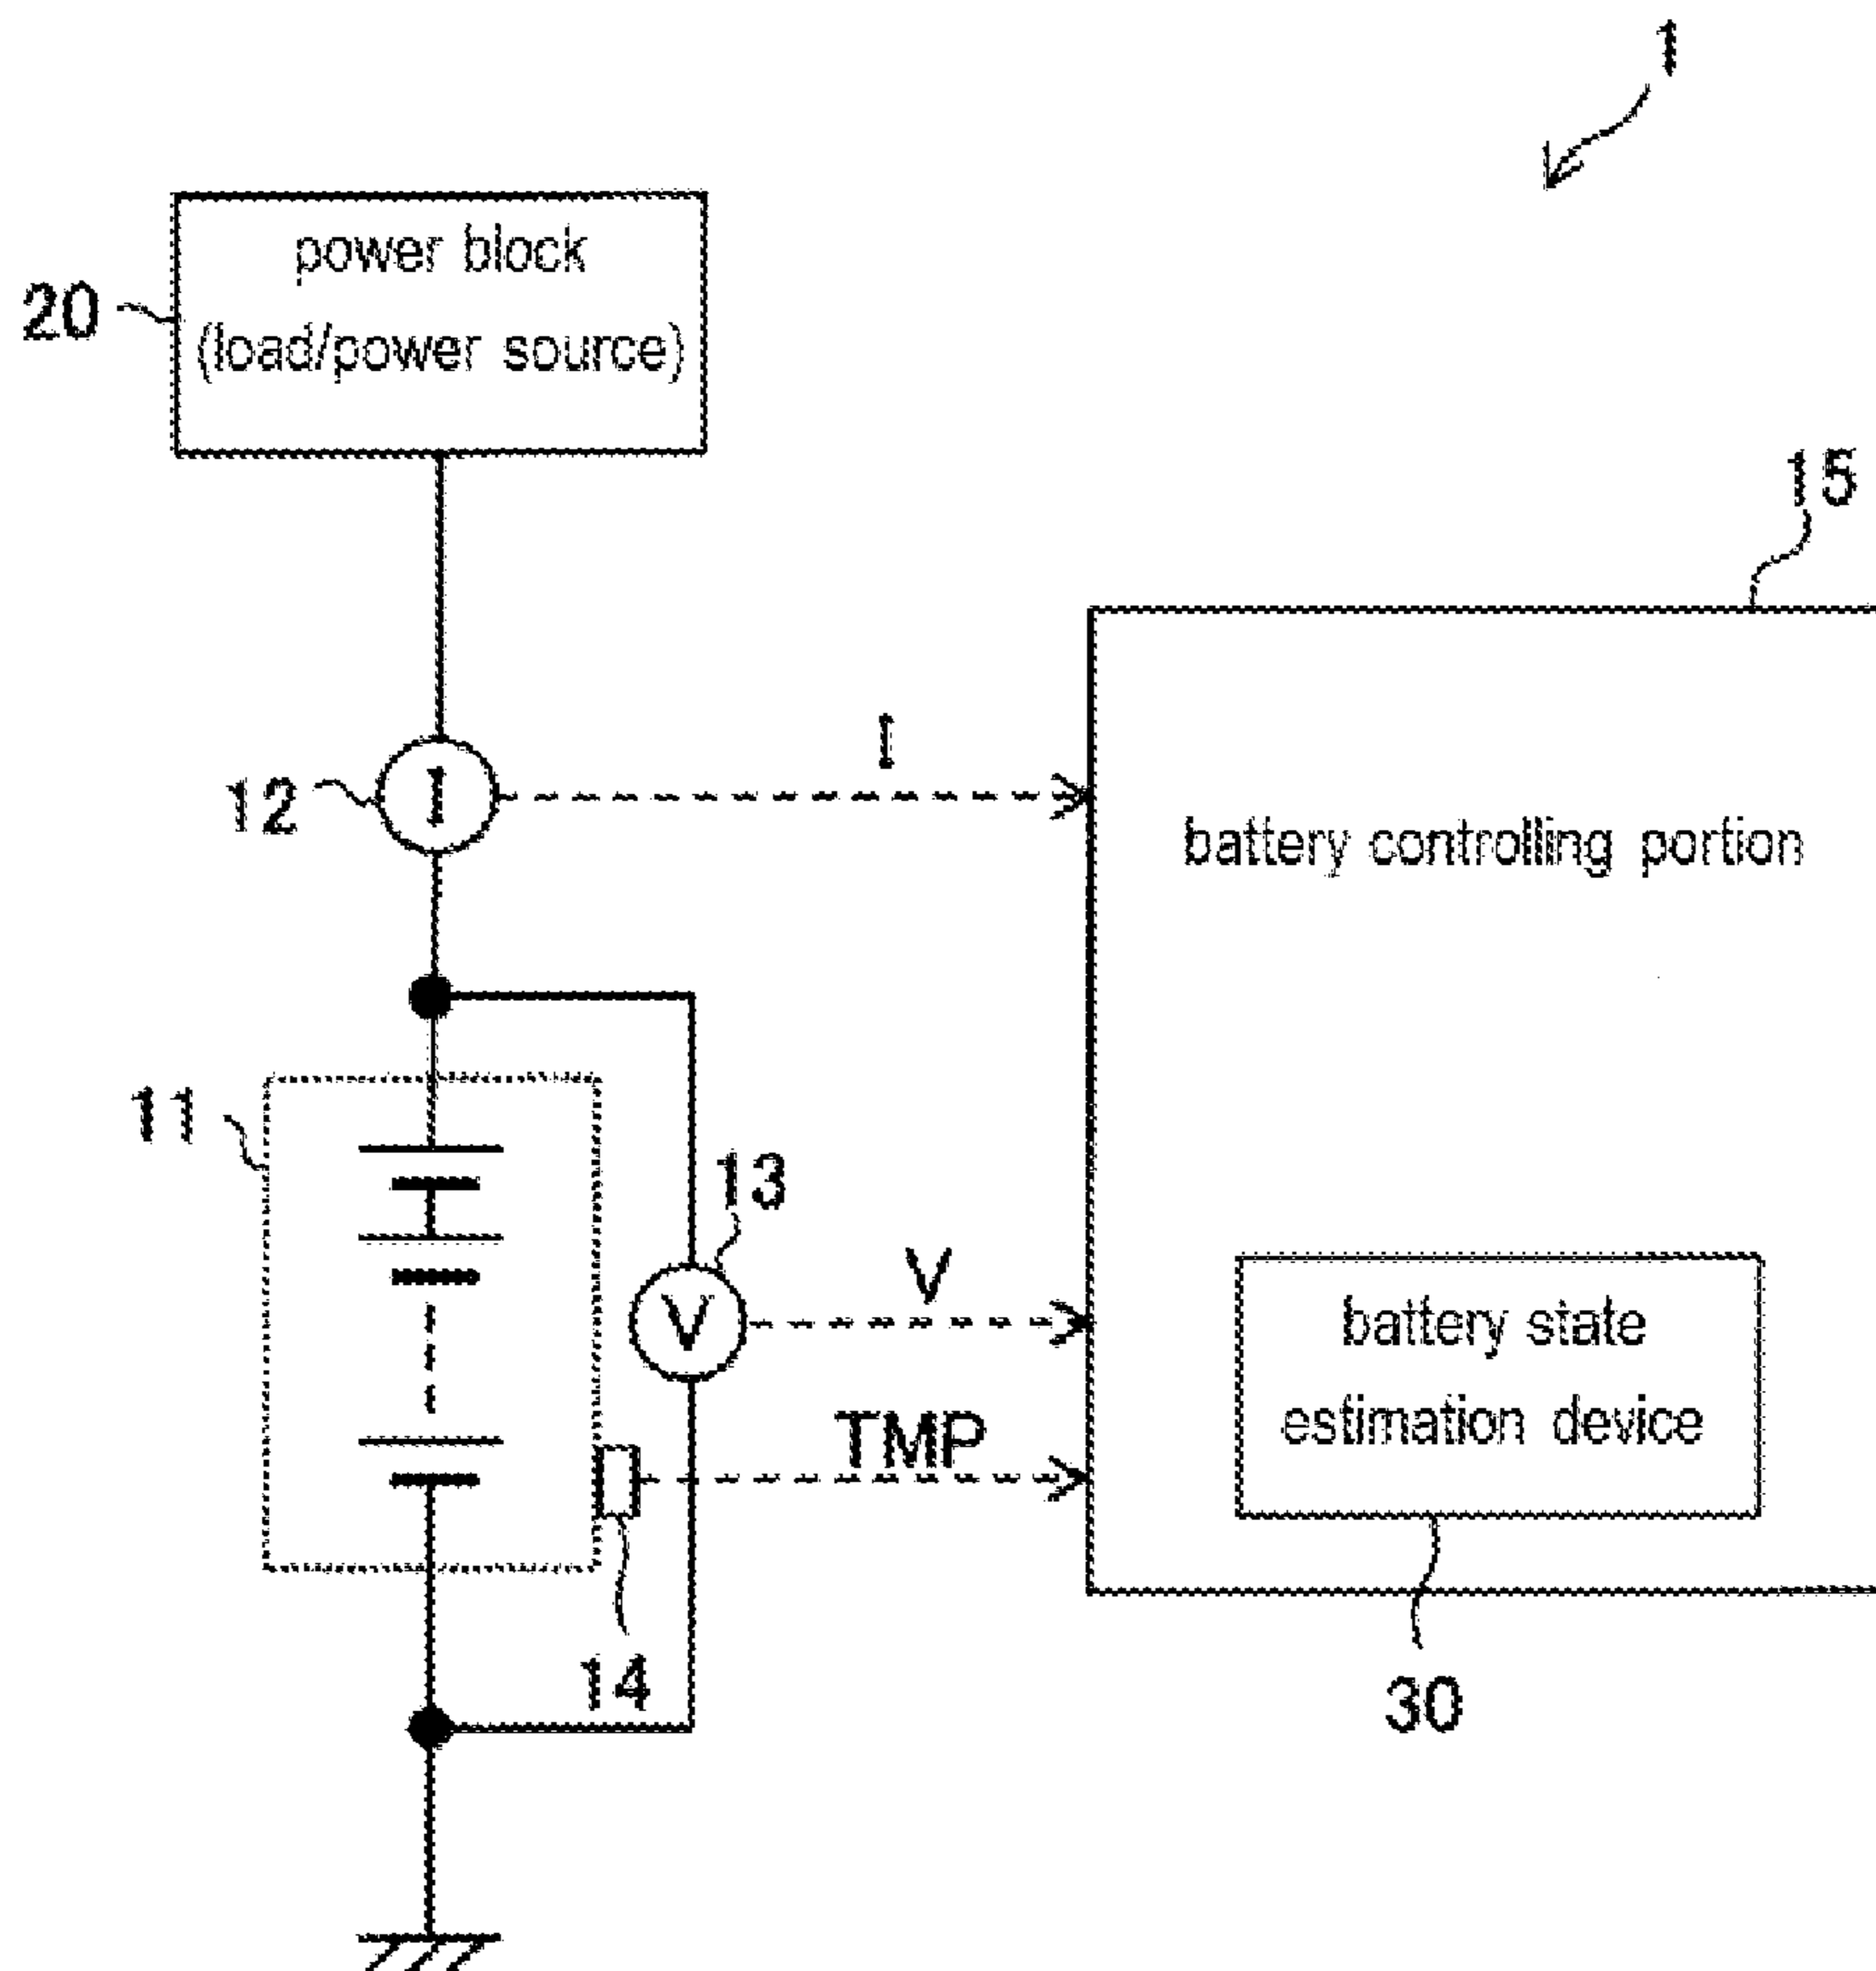 1
power block
(load/power source)
20
15
I
I
12
battery controlling portion
11
13
V
V
battery state
estimation device
TMP
14
30